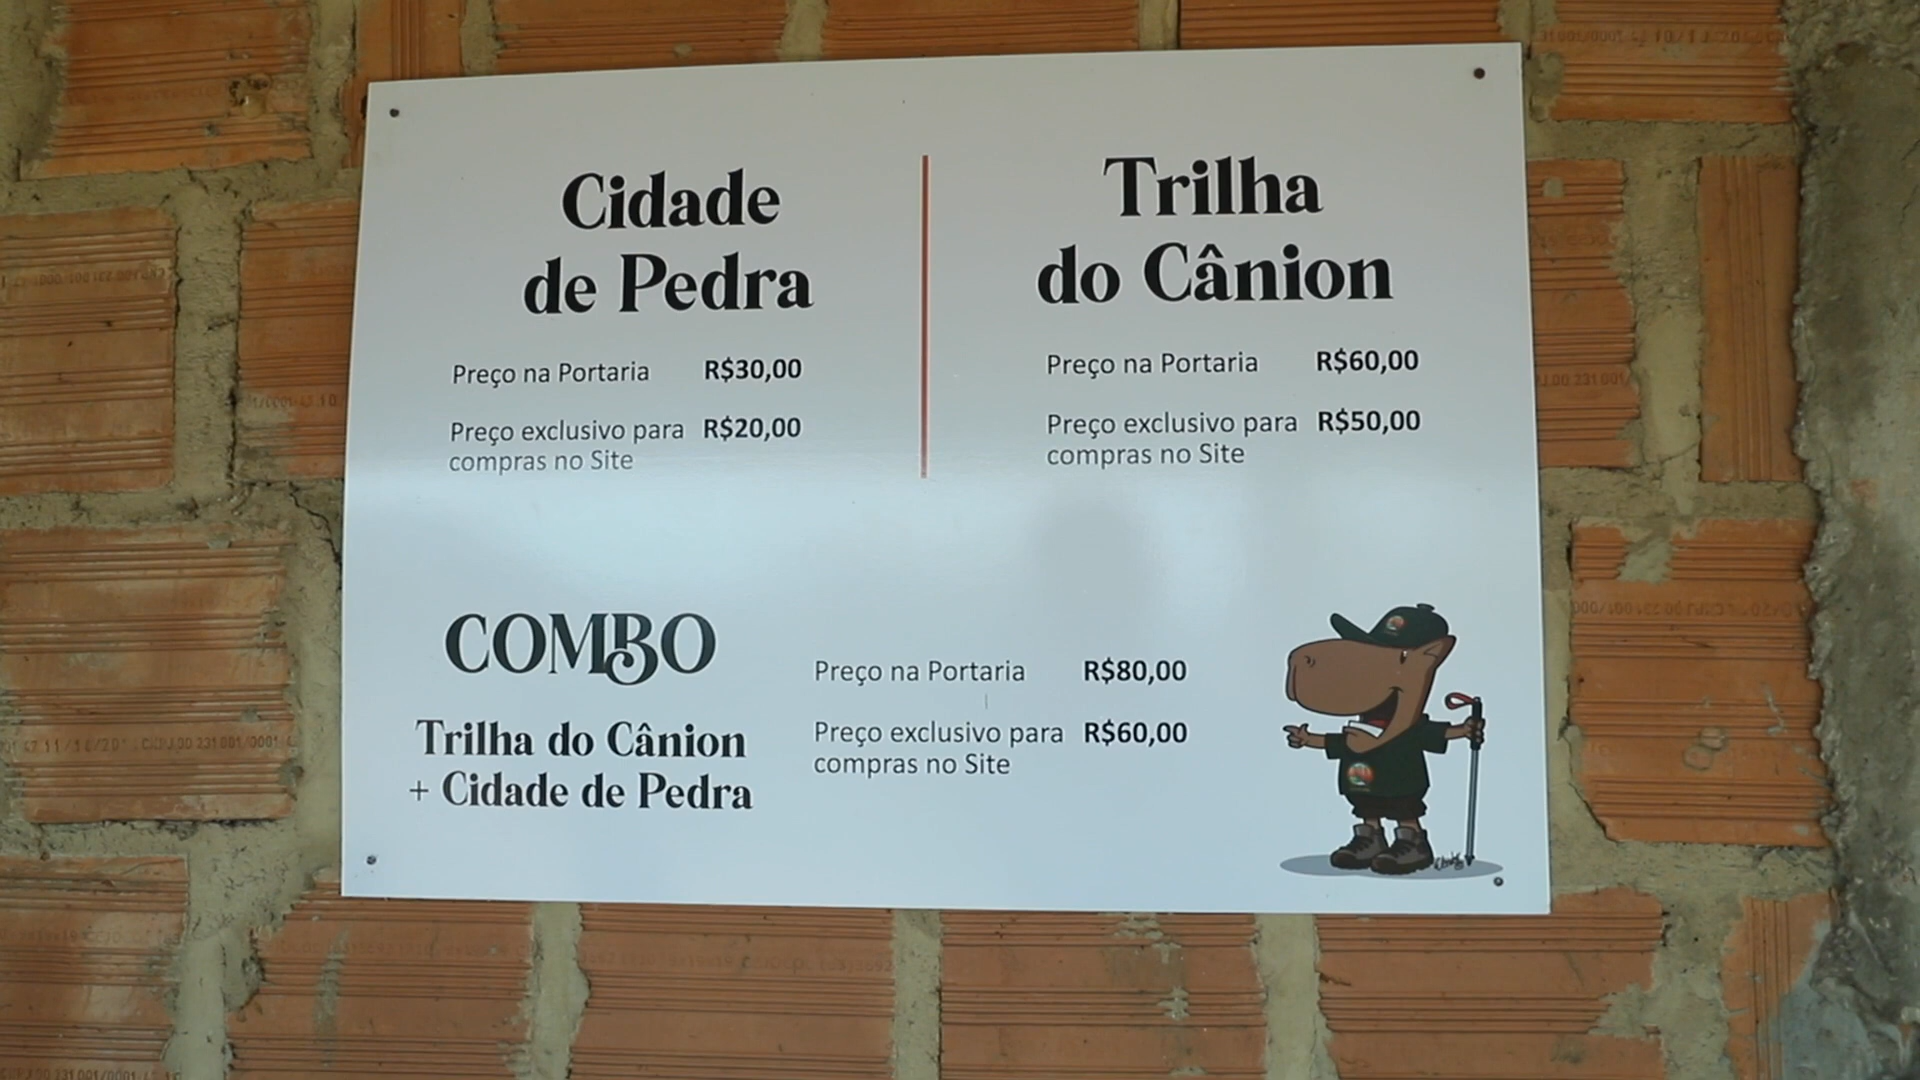 Cidade
de Pedra
Preço na Portaria R$30,00
Preço exclusivo para R$20,00
compras no Site
Trilha
do Cânion
Preço na Portaria R$60,00
Preço exclusivo para R$50,00
compras no Site
COMBO
Trilha do Cânion
+ Cidade de Pedra
Preço na Portaria R$80,00
Preço exclusivo para R$60,00
compras no Site